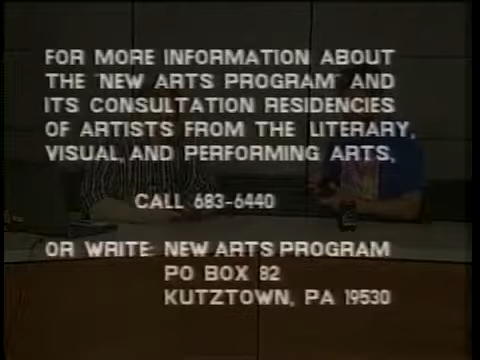 FOR MORE INFORMATION ABOUT
THE "NEW ARTS PROGRAM" AND
ITS CONSULTATION RESIDENCIES
OF ARTISTS FROM THE LITERARY,
VISUAL, AND PERFORMING ARTS,
CALL 683-6440
OR WRITE: NEW ARTS PROGRAM
PO BOX 82
KUTZTOWN, PA 19530